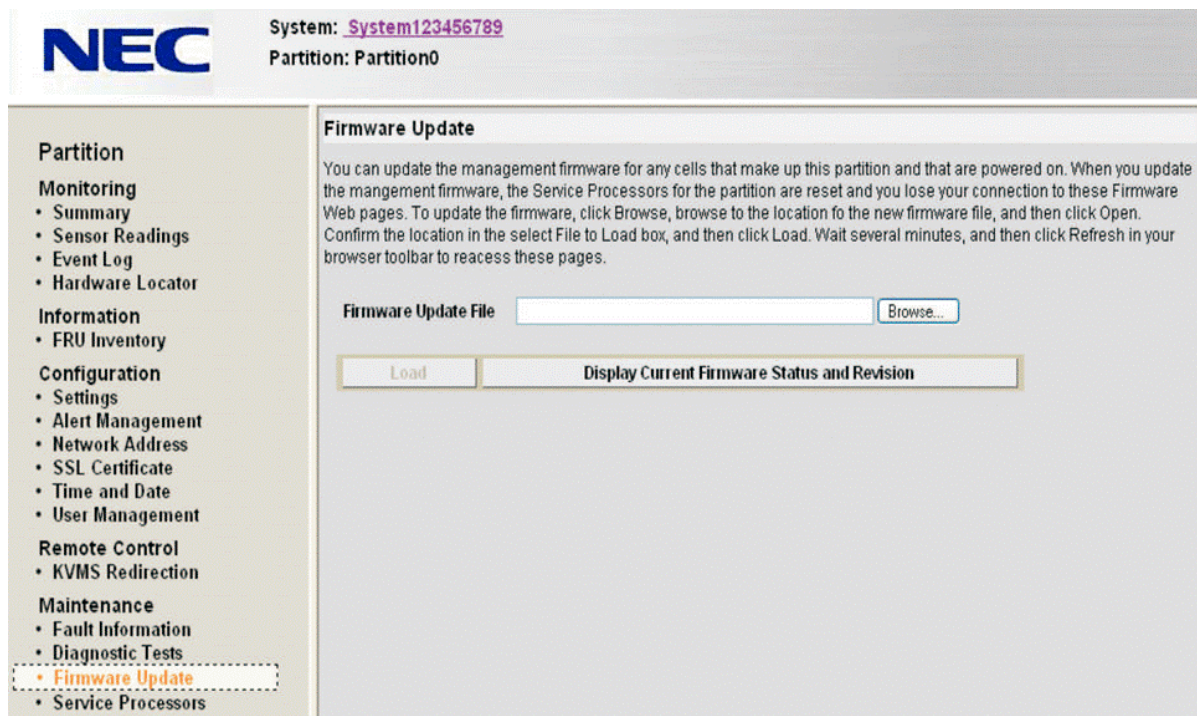 NEC
System: System123456789
Partition: Partition0
Partition
Monitoring
• Summary
• Sensor Readings
• Event Log
• Hardware Locator
Information
• FRU Inventory
Configuration
• Settings
• Alert Management
• Network Address
• SSL Certificate
• Time and Date
• User Management
Remote Control
• KVMS Redirection
Maintenance
• Fault Information
• Diagnostic Tests
• Firmware Update
• Service Processors
Firmware Update
You can update the management firmware for any cells that make up this partition and that are powered on. When you update
the mangement firmware, the Service Processors for the partition are reset and you lose your connection to these Firmware
Web pages. To update the firmware, click Browse, browse to the location fo the new firmware file, and then click Open.
Confirm the location in the select File to Load box, and then click Load. Wait several minutes, and then click Refresh in your
browser toolbar to reacess these pages.
Firmware Update File
Browse...
Load
Display Current Firmware Status and Revision